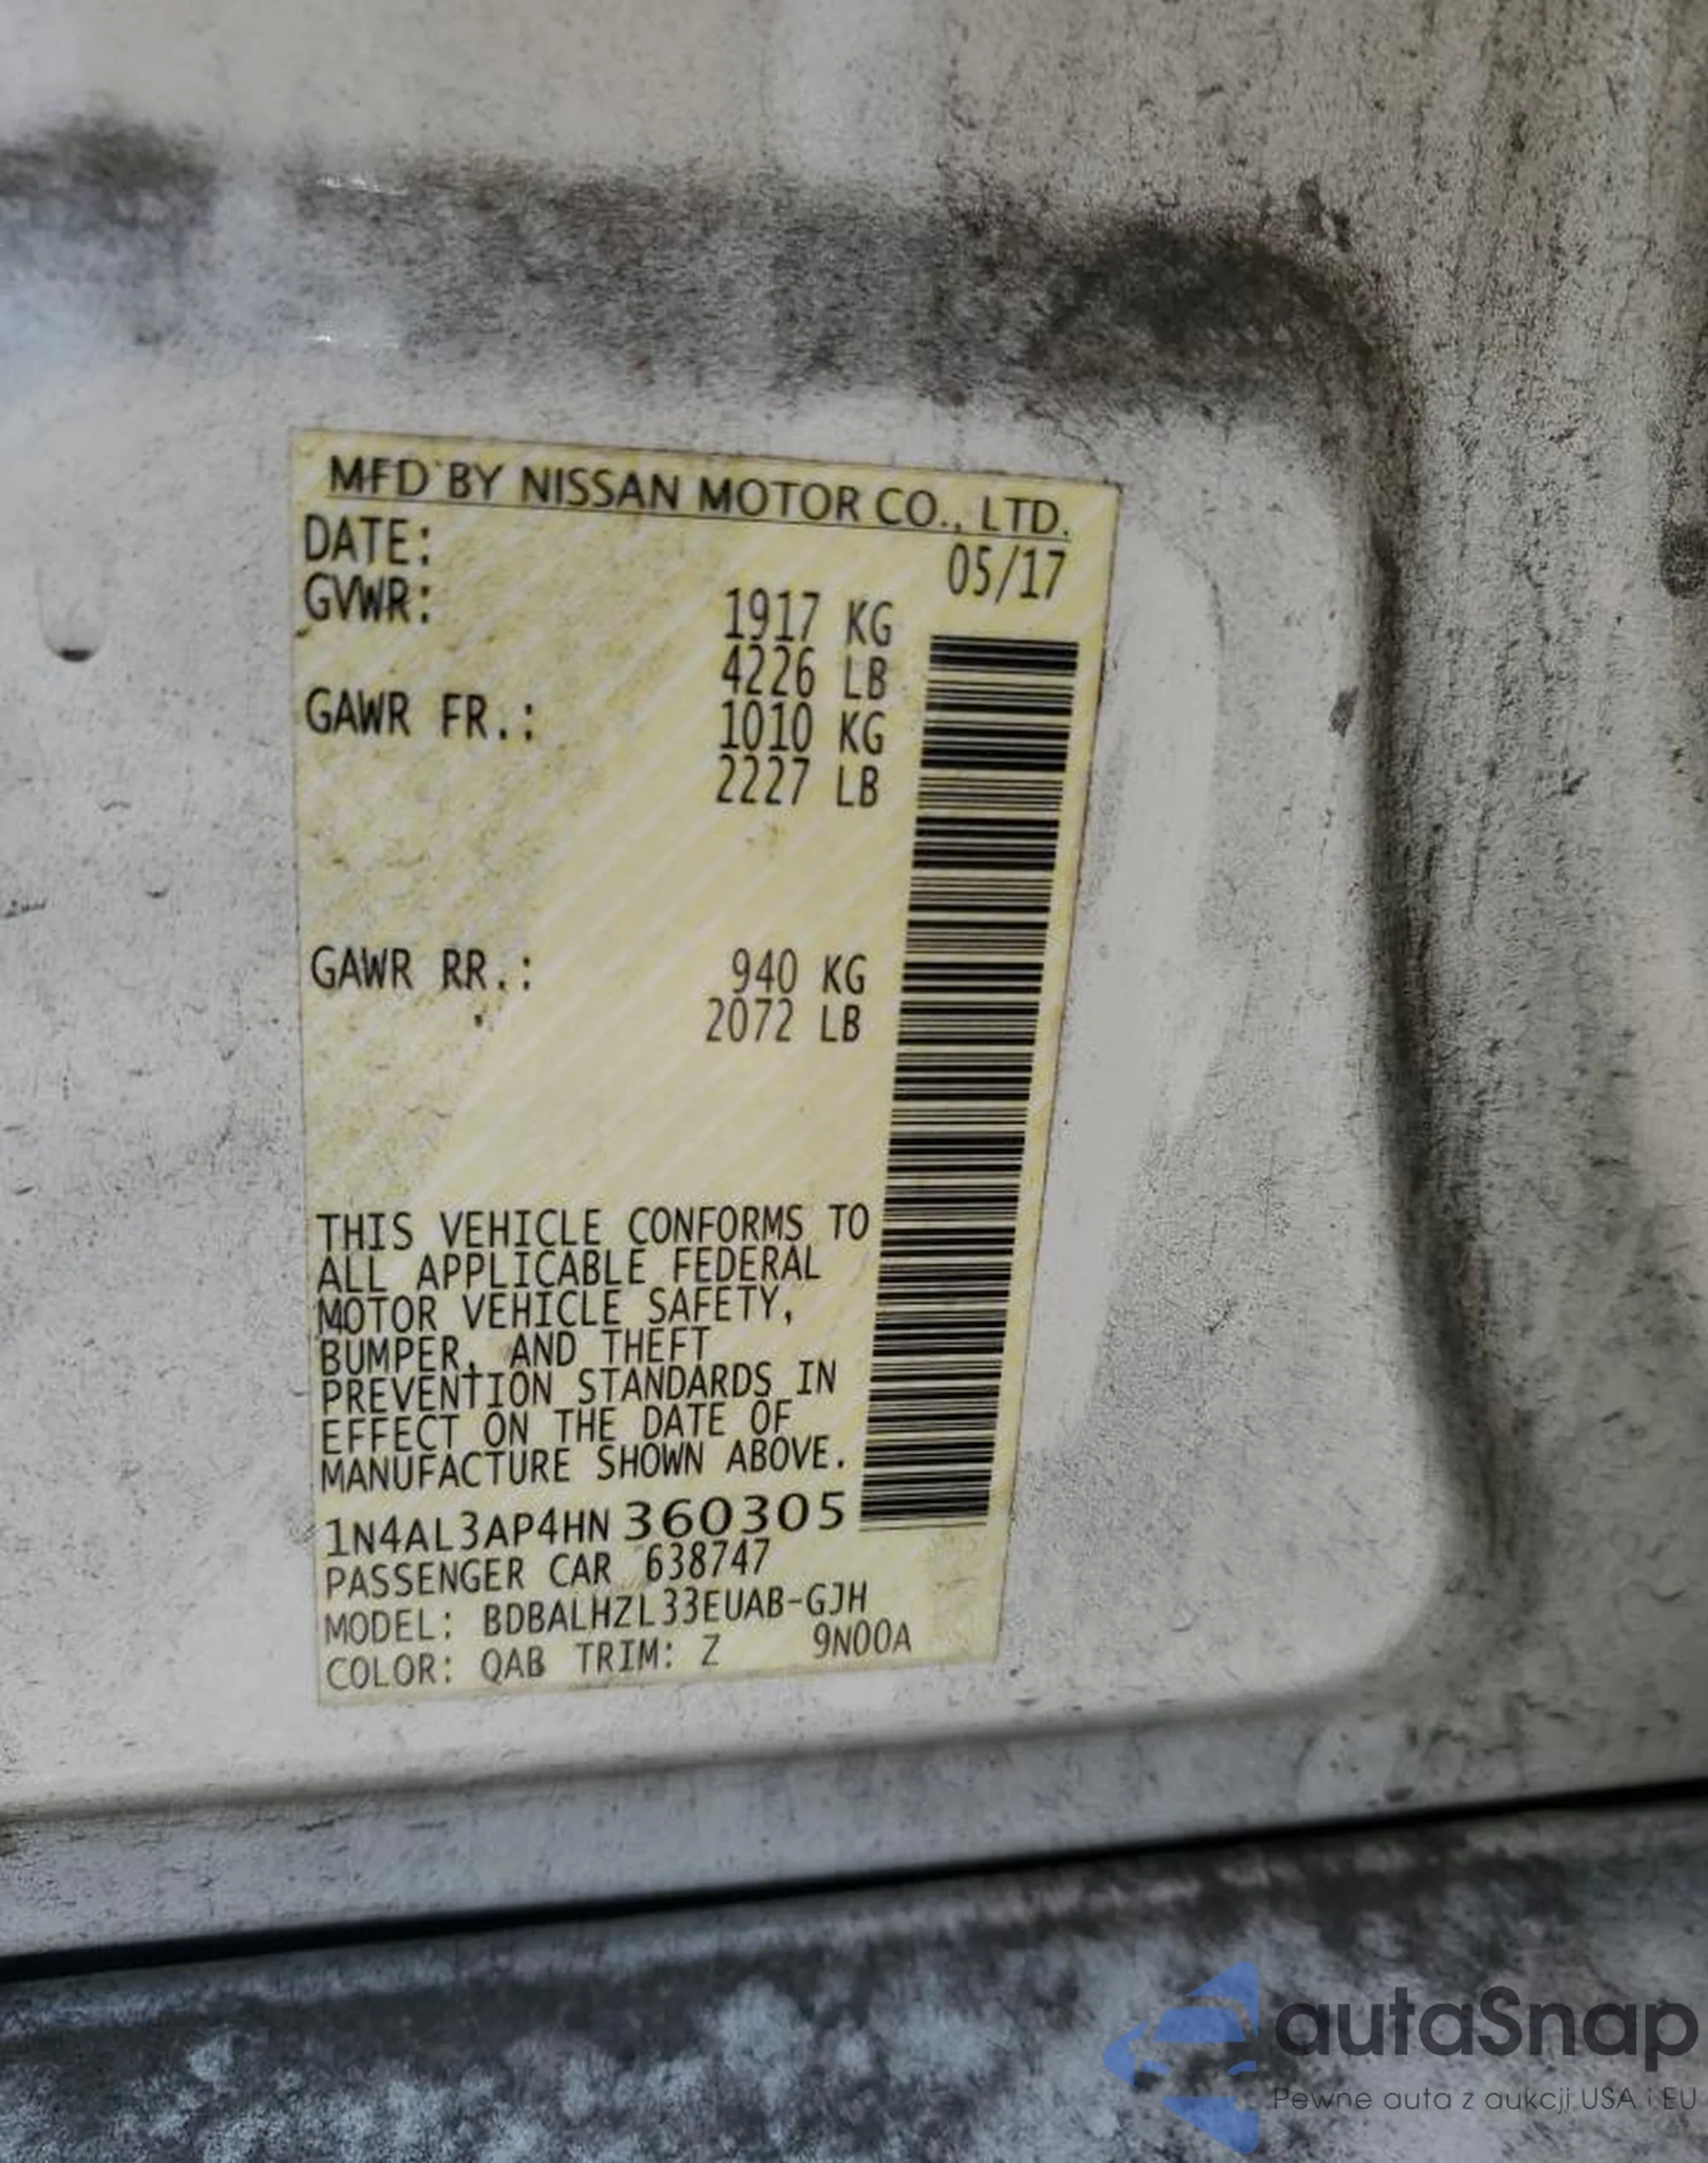 MFD BY NISSAN MOTOR CO., LTD.
DATE: 05/17
GVWR: 1917 KG
4226 LB
GAWR FR.: 1010 KG
2227 LB
GAWR RR.: 940 KG
2072 LB
THIS VEHICLE CONFORMS TO
ALL APPLICABLE FEDERAL
MOTOR VEHICLE SAFETY,
BUMPER, AND THEFT
PREVENTION STANDARDS IN
EFFECT ON THE DATE OF
MANUFACTURE SHOWN ABOVE.
1N4AL3AP4HN 360305
PASSENGER CAR 638747
MODEL: BDBALHZL33EUAB-GJH
COLOR: QAB TRIM: Z 9N00A
autaSnap
Pewne auta z aukcji USA i EU